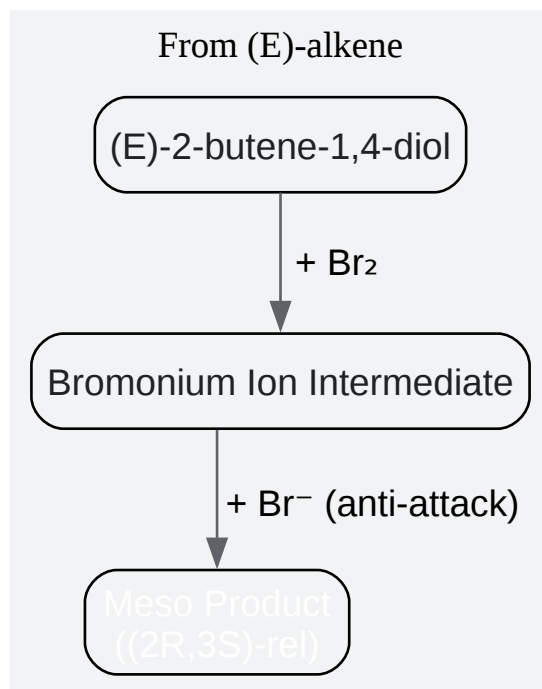 From (E)-alkene
(E)-2-butene-1,4-diol
+ Br₂
Bromonium Ion Intermediate
+ Br⁻ (anti-attack)
Meso Product
((2R,3S)-rel)